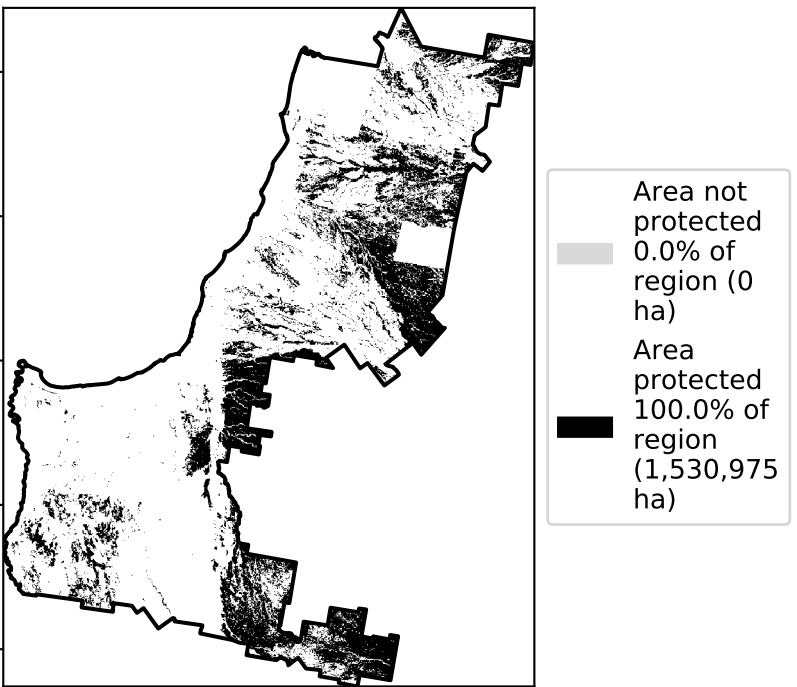 Area not
protected
0.0% of
region (0
ha)
Area
protected
100.0% of
region
(1,530,975
ha)